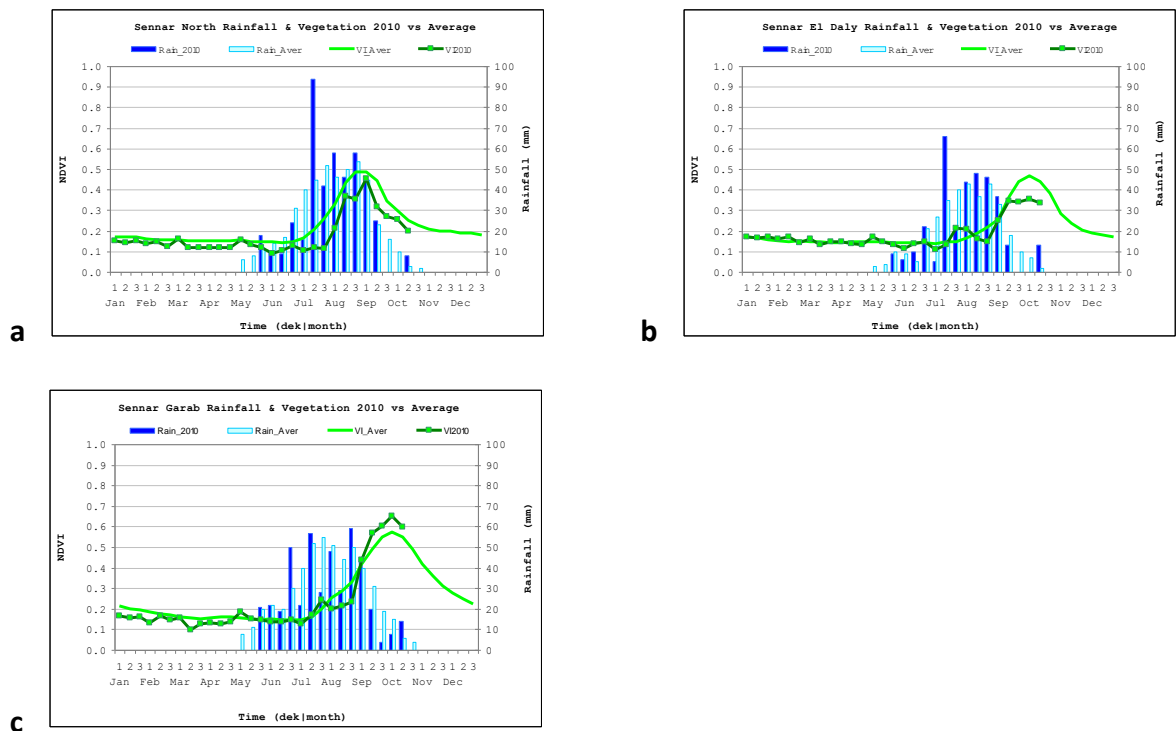 Sennar North Rainfall & Vegetation 2010 vs Average
Rain_2010 Rain_Aver VI_Aver VI2010
1.0 100
0.9 90
0.8 80
0.7 70
0.6 60
0.5 50
0.4 40
0.3 30
0.2 20
0.1 10
0.0 0
NDVI
Rainfall (mm)
1 2 3 1 2 3 1 2 3 1 2 3 1 2 3 1 2 3 1 2 3 1 2 3 1 2 3 1 2 3 1 2 3 1 2 3
Jan Feb Mar Apr May Jun Jul Aug Sep Oct Nov Dec
Time (dek|month)
a
Sennar El Daly Rainfall & Vegetation 2010 vs Average
Rain_2010 Rain_Aver VI_Aver VI2010
1.0 100
0.9 90
0.8 80
0.7 70
0.6 60
0.5 50
0.4 40
0.3 30
0.2 20
0.1 10
0.0 0
NDVI
Rainfall (mm)
1 2 3 1 2 3 1 2 3 1 2 3 1 2 3 1 2 3 1 2 3 1 2 3 1 2 3 1 2 3 1 2 3 1 2 3
Jan Feb Mar Apr May Jun Jul Aug Sep Oct Nov Dec
Time (dek|month)
b
Sennar Garab Rainfall & Vegetation 2010 vs Average
Rain_2010 Rain_Aver VI_Aver VI2010
1.0 100
0.9 90
0.8 80
0.7 70
0.6 60
0.5 50
0.4 40
0.3 30
0.2 20
0.1 10
0.0 0
NDVI
Rainfall (mm)
1 2 3 1 2 3 1 2 3 1 2 3 1 2 3 1 2 3 1 2 3 1 2 3 1 2 3 1 2 3 1 2 3 1 2 3
Jan Feb Mar Apr May Jun Jul Aug Sep Oct Nov Dec
Time (dek|month)
c